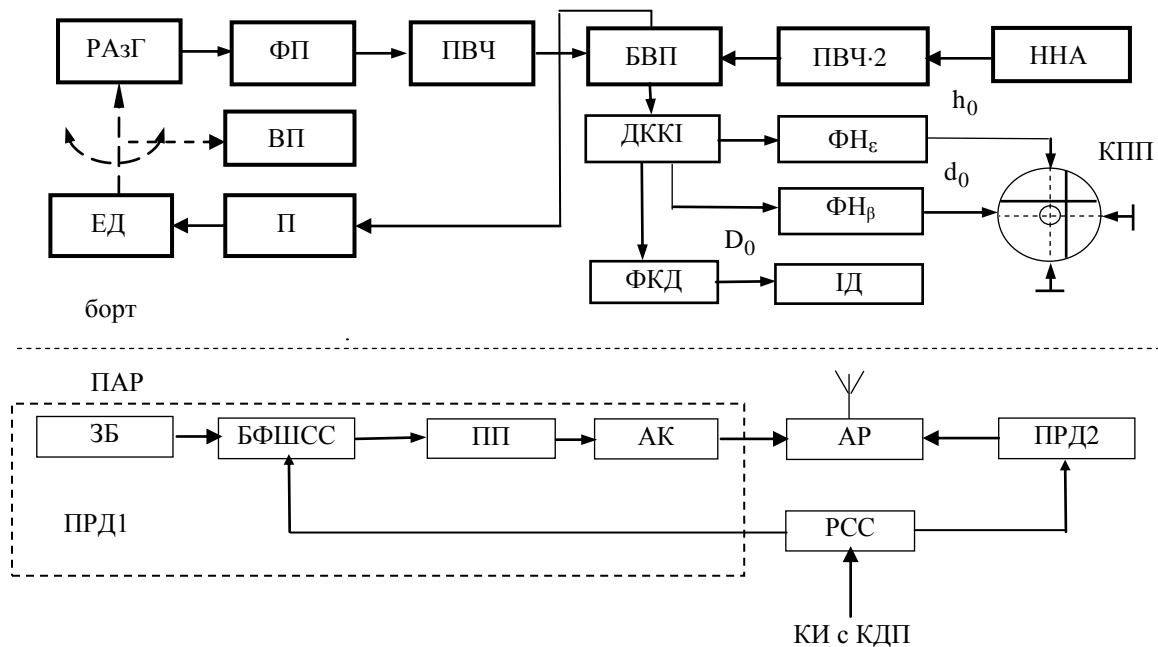 РАзГ
ФП
ПВЧ
БВП
ПВЧ·2
ННА
h0
ВП
ДККІ
ФНε
КПП
d0
ЕД
П
ФНβ
D0
ФКД
ІД
борт
ПАР
ЗБ
БФШСС
ПП
АК
АР
ПРД2
ПРД1
РСС
КИ с КДП